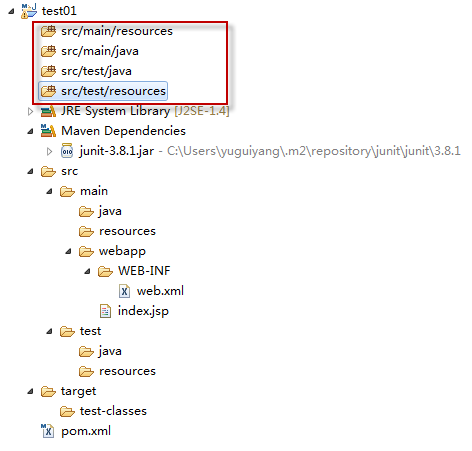 test01
src/main/resources
src/main/java
src/test/java
src/test/resources
JRE System Library [J2SE-1.4]
Maven Dependencies
junit-3.8.1.jar - C:\Users\yuguiyang\.m2\repository\junit\junit\3.8.1
src
main
java
resources
webapp
WEB-INF
web.xml
index.jsp
test
java
resources
target
test-classes
pom.xml